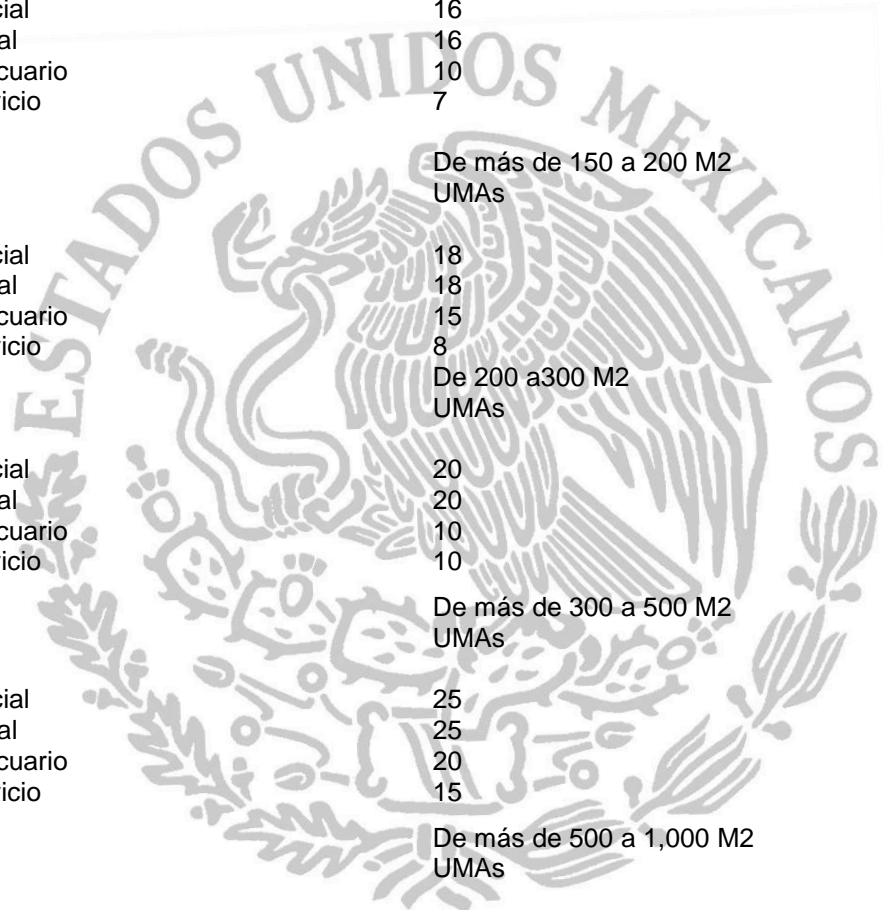 cial 16
al 16
cuario 10
icio 7
De más de 150 a 200 M2
UMAs
cial 18
al 18
cuario 15
icio 8
De 200 a300 M2
UMAs
cial 20
al 20
cuario 10
icio 10
De más de 300 a 500 M2
UMAs
cial 25
al 25
cuario 20
icio 15
De más de 500 a 1,000 M2
UMAs
ESTADOS UNIDOS MEXICANOS